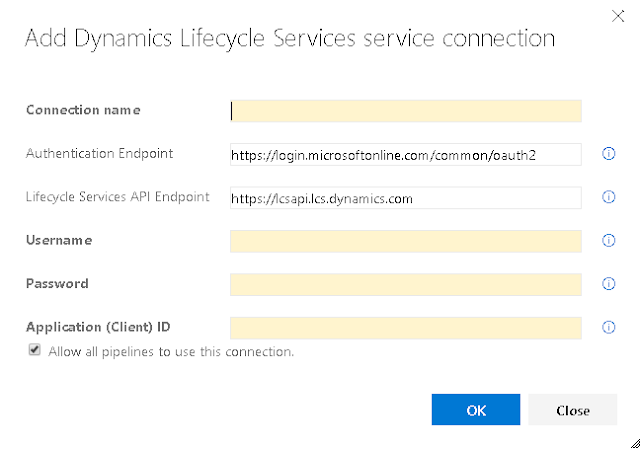 Add Dynamics Lifecycle Services service connection
Connection name
Authentication Endpoint https://login.microsoftonline.com/common/oauth2
Lifecycle Services API Endpoint https://lcsapi.lcs.dynamics.com
Username
Password
Application (Client) ID
Allow all pipelines to use this connection.
OK Close